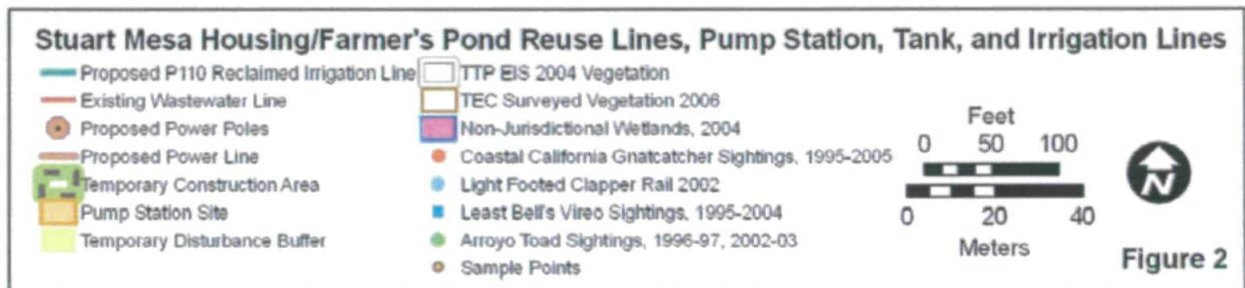 Stuart Mesa Housing/Farmer's Pond Reuse Lines, Pump Station, Tank, and Irrigation Lines
Proposed P110 Reclaimed Irrigation Line
Existing Wastewater Line
Proposed Power Poles
Proposed Power Line
Temporary Construction Area
Pump Station Site
Temporary Disturbance Buffer
TTP EIS 2004 Vegetation
TEC Surveyed Vegetation 2006
Non-Jurisdictional Wetlands, 2004
Coastal California Gnatcatcher Sightings, 1995-2005
Light Footed Clapper Rail 2002
Least Bell's Vireo Sightings, 1995-2004
Arroyo Toad Sightings, 1996-97, 2002-03
Sample Points
Feet
0 50 100
0 20 40
Meters
N
Figure 2